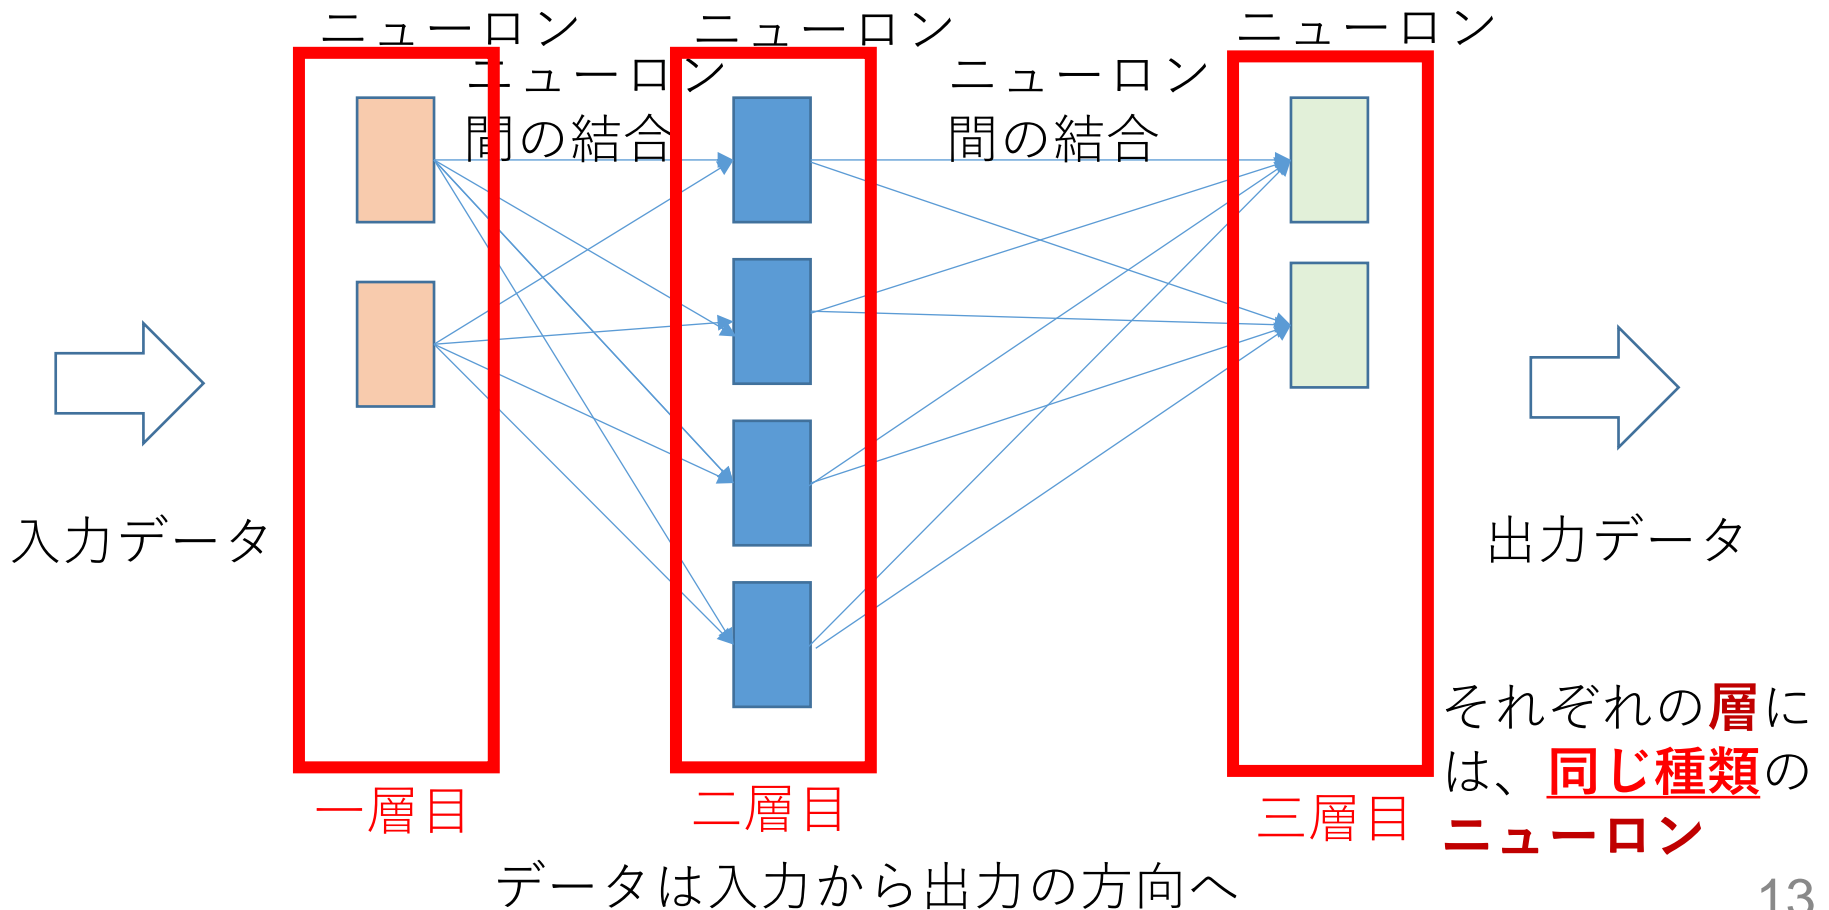 ニューロン
ニューロン
ニューロン
ニューロン
間の結合
ニューロン
間の結合
入力データ
出力データ
一層目
二層目
三層目
それぞれの層に
は、同じ種類の
ニューロン
データは入力から出力の方向へ
13